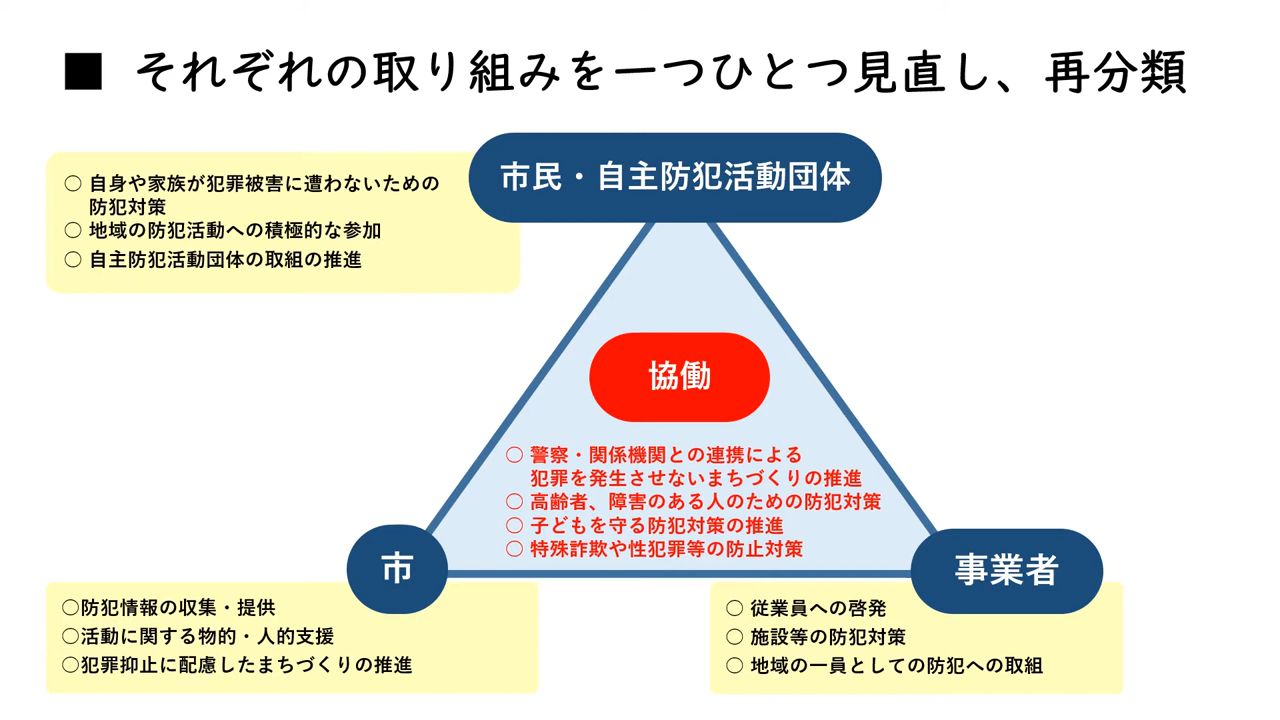 ■ それぞれの取り組みを一つひとつ見直し、再分類
市民・自主防犯活動団体
○ 自身や家族が犯罪被害に遭わないための
防犯対策
○ 地域の防犯活動への積極的な参加
○ 自主防犯活動団体の取組の推進
協働
○ 警察・関係機関との連携による
犯罪を発生させないまちづくりの推進
○ 高齢者、障害のある人のための防犯対策
○ 子どもを守る防犯対策の推進
○ 特殊詐欺や性犯罪等の防止対策
市
○防犯情報の収集・提供
○活動に関する物的・人的支援
○犯罪抑止に配慮したまちづくりの推進
事業者
○ 従業員への啓発
○ 施設等の防犯対策
○ 地域の一員としての防犯への取組